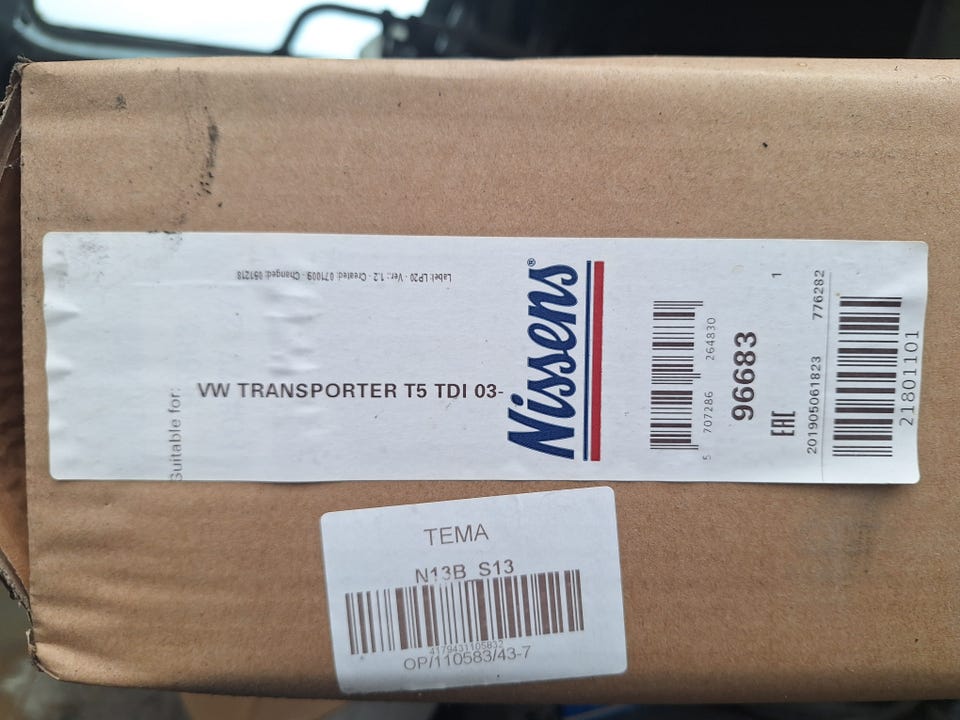 Nissens®
5 707286 264830
96683
1
EAC
201905061823
776282
21801101
Suitable for:
VW TRANSPORTER T5 TDI 03-
Label: LP20 - Ver.: 1.2 - Created: 071009 - Changed: 051218
TEMA
N13B S13
4179431105832
OP/110583/43-7